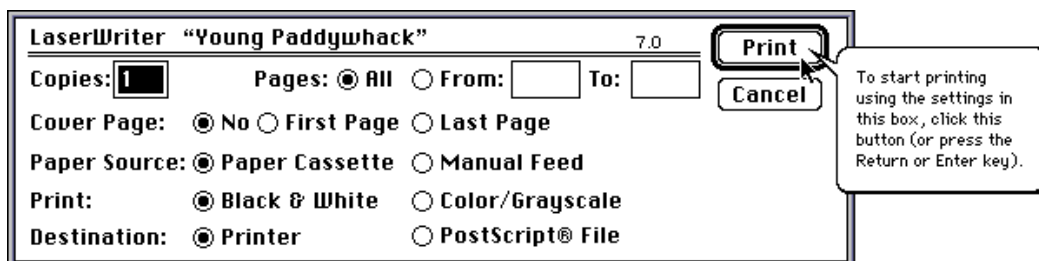 LaserWriter “Young Paddywhack” 7.0 Print
Copies: 1 Pages: All From: To:
Cancel
Cover Page: No First Page Last Page
Paper Source: Paper Cassette Manual Feed
Print: Black & White Color/Grayscale
Destination: Printer PostScript® File
To start printing
using the settings in
this box, click this
button (or press the
Return or Enter key).